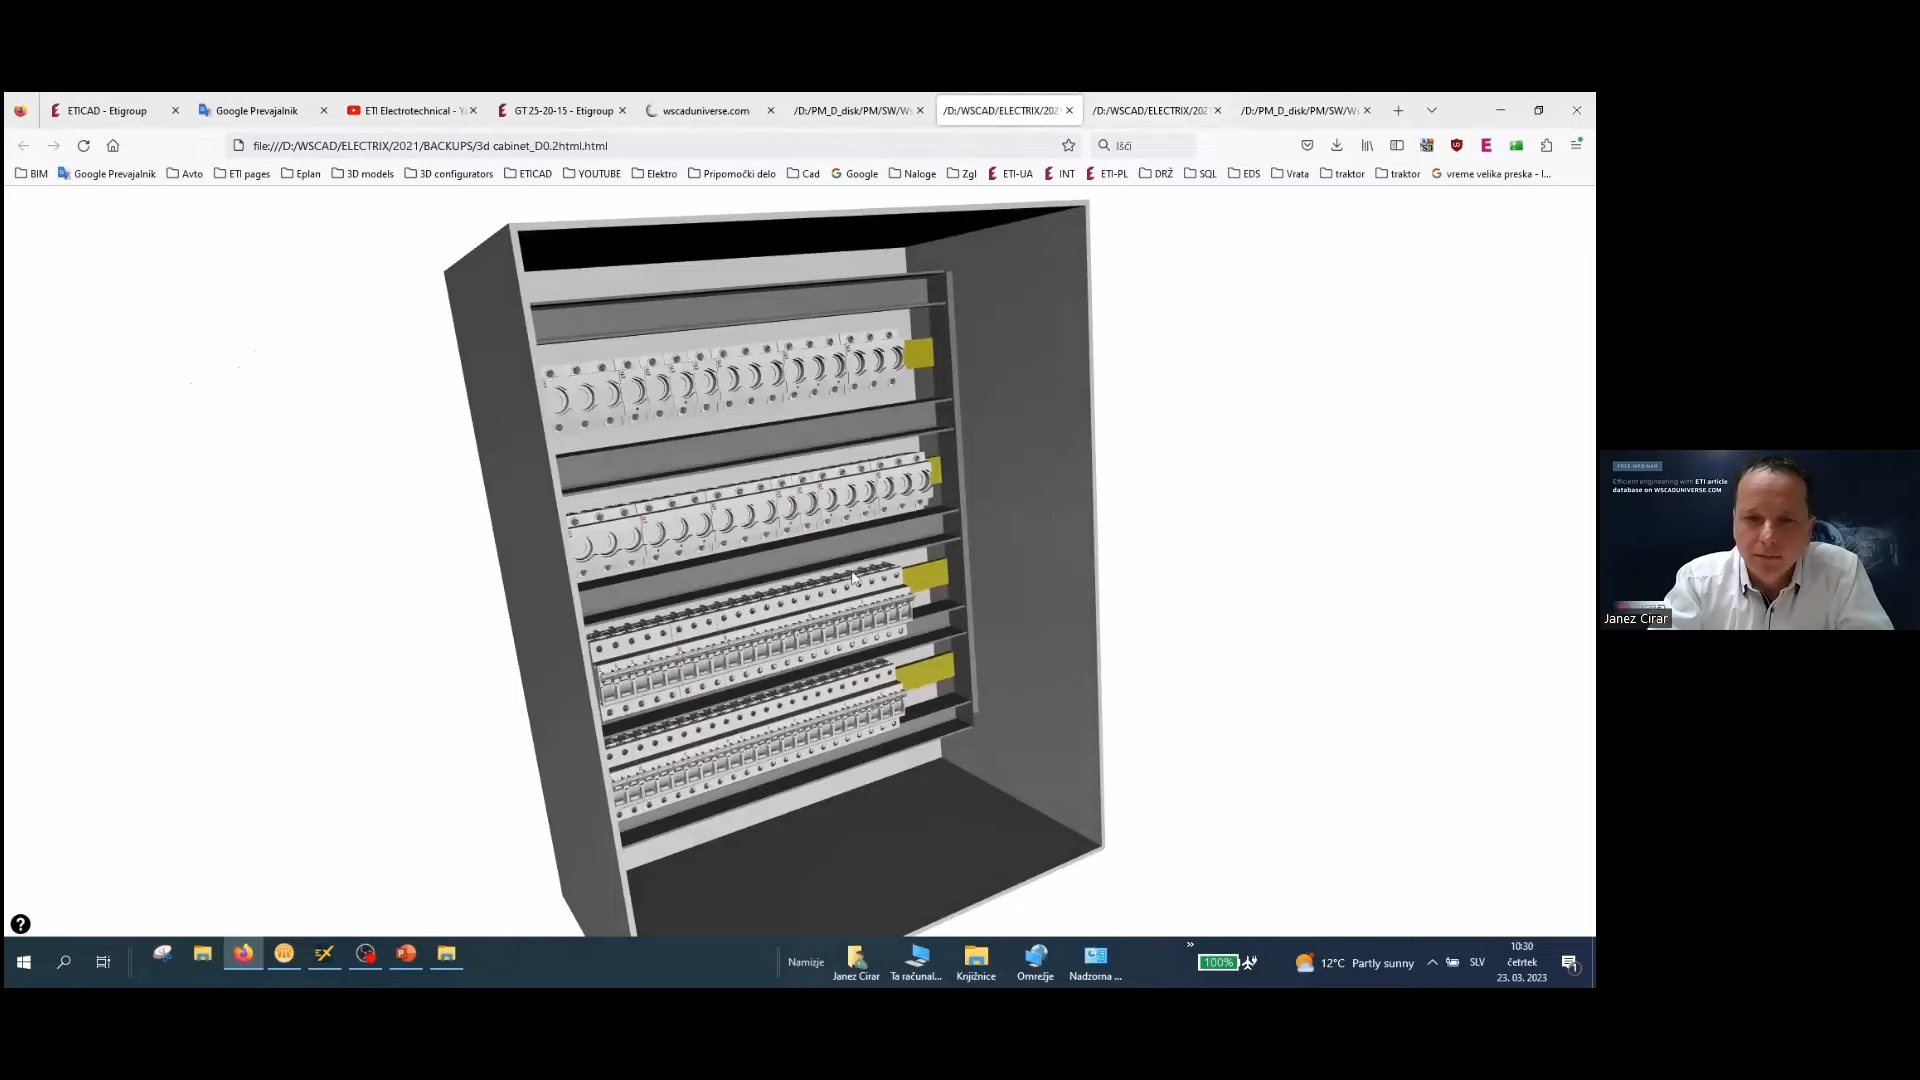 ETICAD - Etigroup
Google Prevajalnik
ETI Electrotechnical - Y
GT 25-20-15 - Etigroup
wscaduniverse.com
/D:/PM_D_disk/PM/SW/Ws
/D:/WSCAD/ELECTRIX/202
/D:/WSCAD/ELECTRIX/202
/D:/PM_D_disk/PM/SW/Ws
file:///D:/WSCAD/ELECTRIX/2021/BACKUPS/3d cabinet_D0.2html.html
Išči
BIM
Google Prevajalnik
Avto
ETI pages
Eplan
3D models
3D configurators
ETICAD
YOUTUBE
Elektro
Pripomočki delo
Cad
Google
Naloge
Zgl
ETI-UA
INT
ETI-PL
DRŽ
SQL
EDS
Vrata
traktor
traktor
vreme velika preska - I...
FREE WEBINAR
Efficient engineering with ETI article
database on WSCADUNIVERSE.COM
Janez Cirar
?
Namizje
Janez Cirar
Ta računal...
Knjižnice
Omrežje
Nadzorna ...
100%
12°C Partly sunny
SLV
10:30
četrtek
23. 03. 2023
1